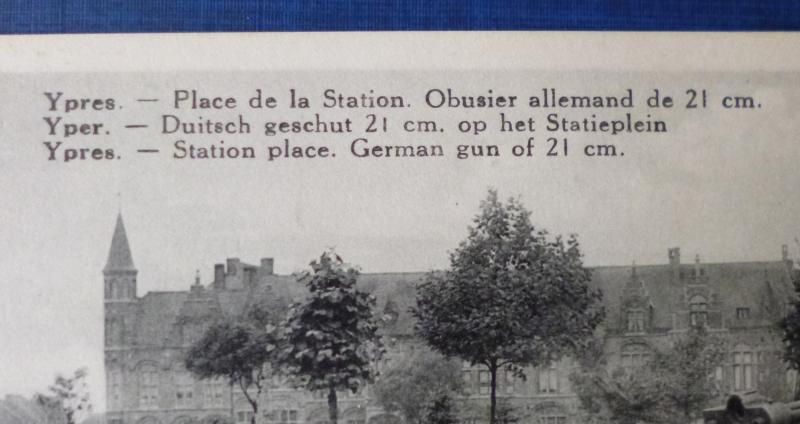 Ypres. — Place de la Station. Obusier allemand de 21 cm.
Yper. — Duitsch geschut 21 cm. op het Statieplein
Ypres. — Station place. German gun of 21 cm.